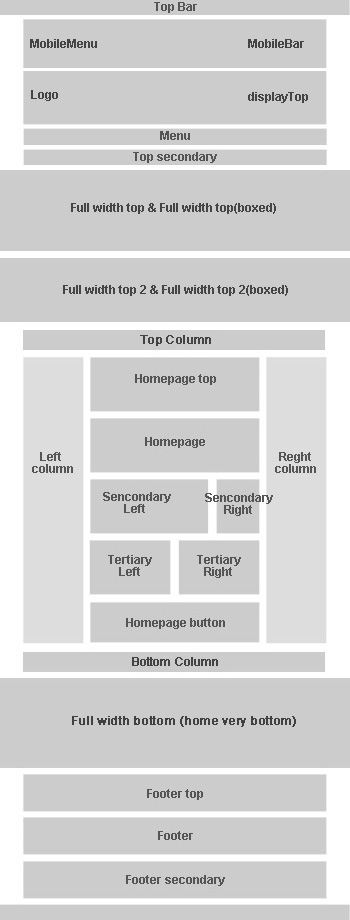 Top Bar
MobileMenu MobileBar
Logo displayTop
Menu
Top secondary
Full width top & Full width top(boxed)
Full width top 2 & Full width top 2(boxed)
Top Column
Homepage top
Left
column
Homepage
Reght
column
Sencondary
Left
Sencondary
Right
Tertiary
Left
Tertiary
Right
Homepage button
Bottom Column
Full width bottom (home very bottom)
Footer top
Footer
Footer secondary